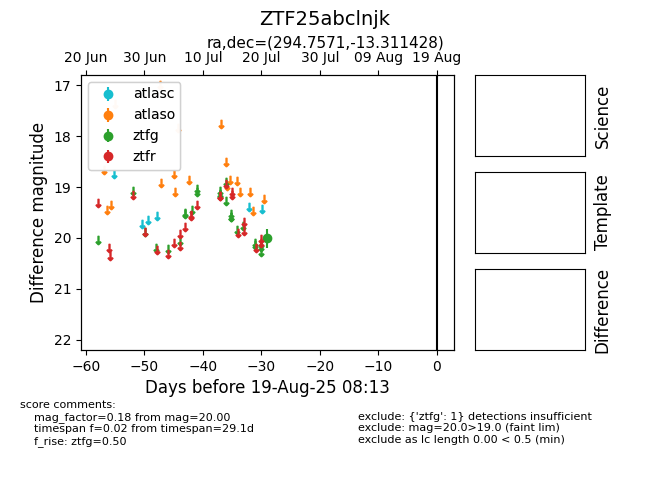 ZTF25abclnjk
ra,dec=(294.7571,-13.311428)
20 Jun 30 Jun 10 Jul 20 Jul 30 Jul 09 Aug 19 Aug
17
18
19
20
21
22
Difference magnitude
atlasc
atlaso
ztfg
ztfr
−60 −50 −40 −30 −20 −10 0
Days before 19-Aug-25 08:13
Science
Template
Difference
score comments:
mag_factor=0.18 from mag=20.00
timespan f=0.02 from timespan=29.1d
f_rise: ztfg=0.50
exclude: {'ztfg': 1} detections insufficient
exclude: mag=20.0>19.0 (faint lim)
exclude as lc length 0.00 < 0.5 (min)